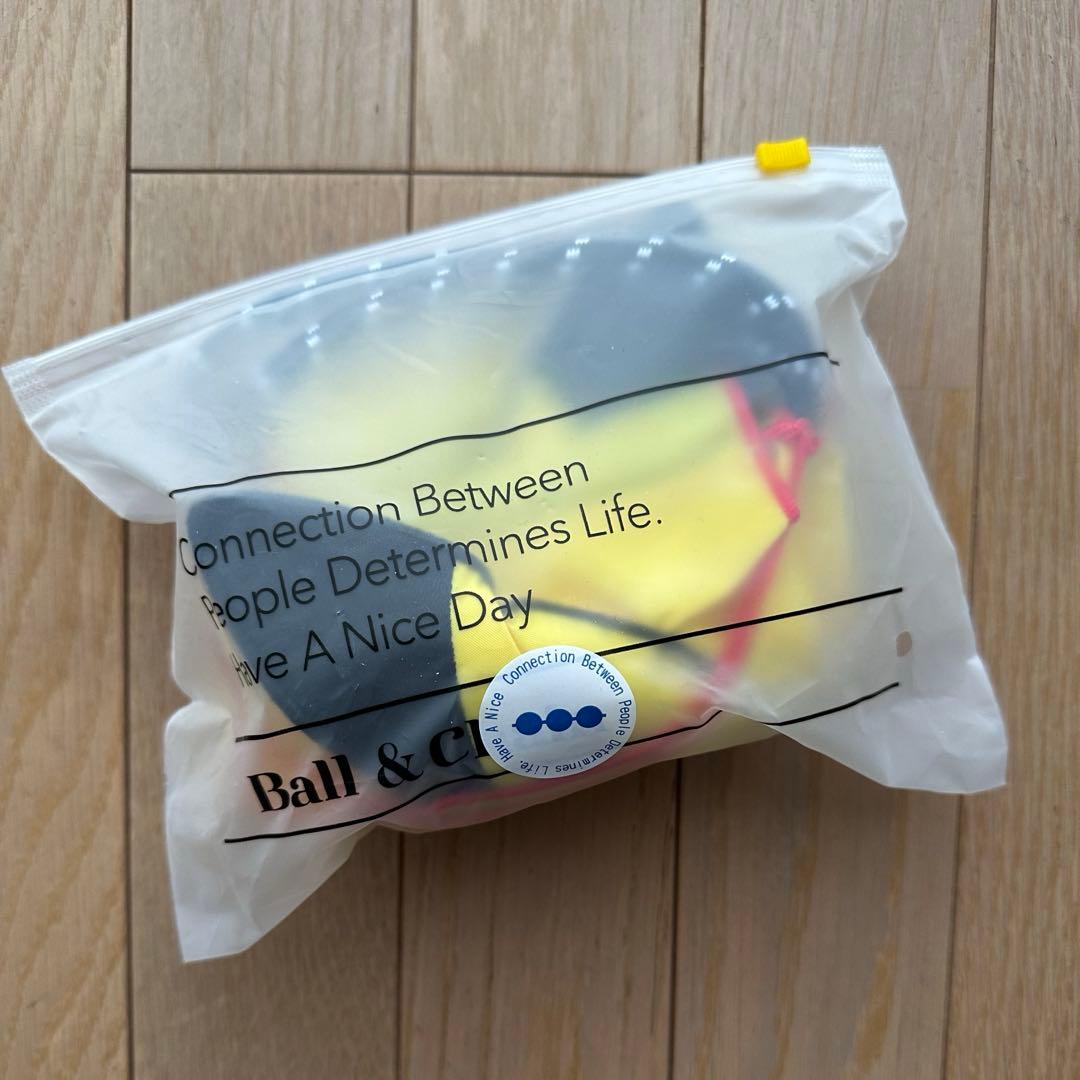 Connection Between
People Determines Life.
Have A Nice Day
Ball & C
Have A Nice Connection Between People Determines Life.